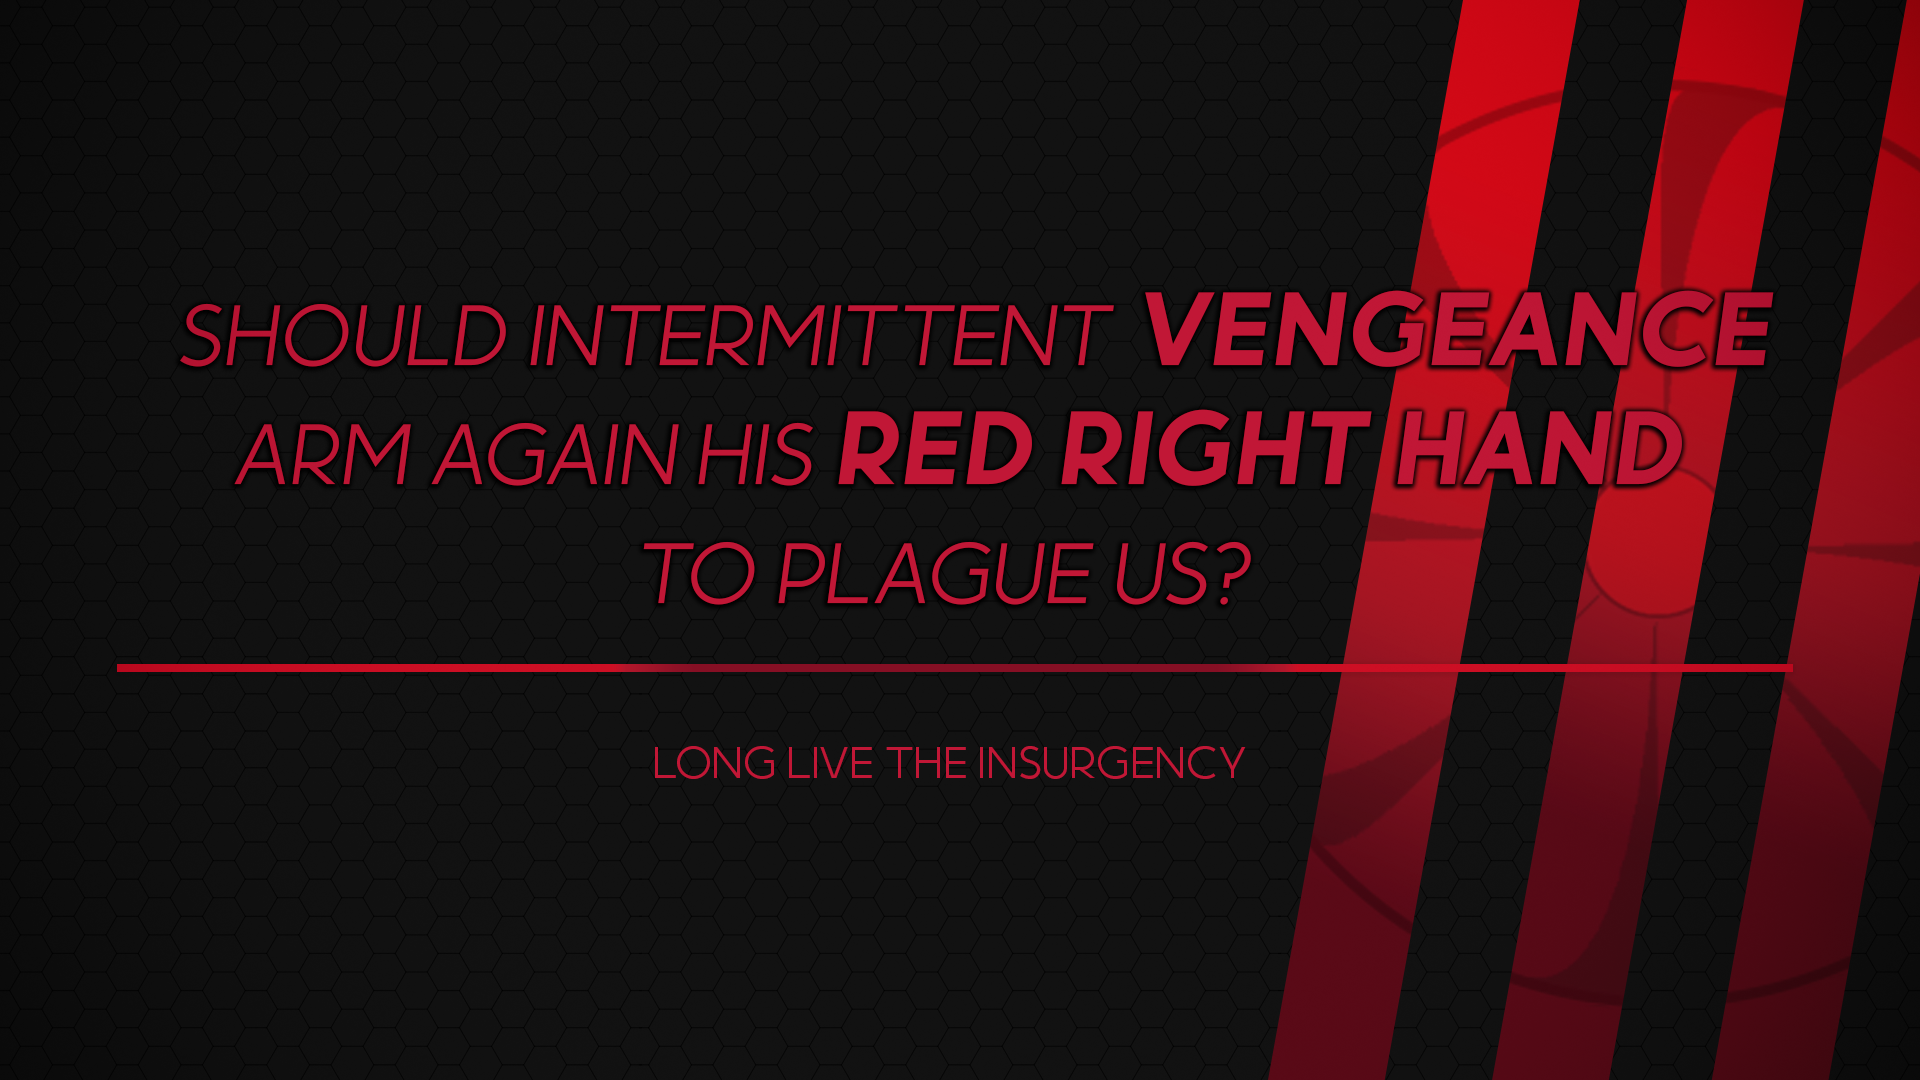 SHOULD INTERMITTENT VENGEANCE
ARM AGAIN HIS RED RIGHT HAND
TO PLAGUE US?
LONG LIVE THE INSURGENCY